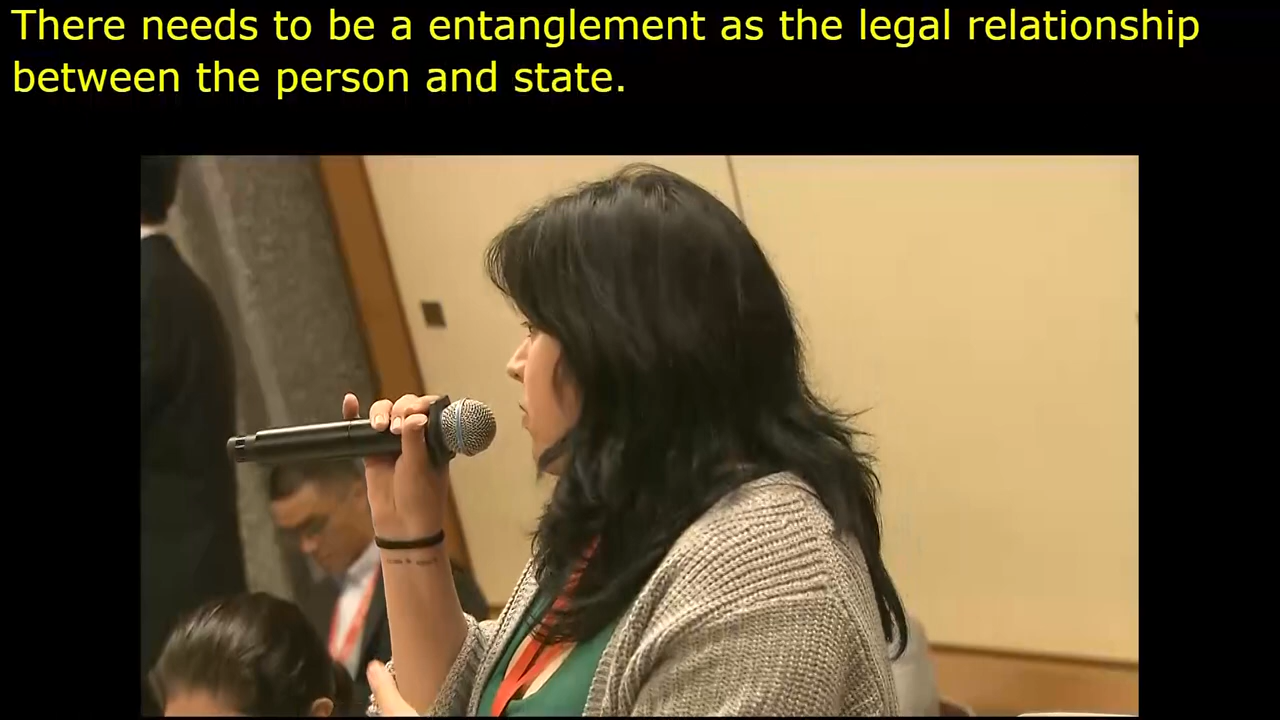 There needs to be a entanglement as the legal relationship
between the person and state.